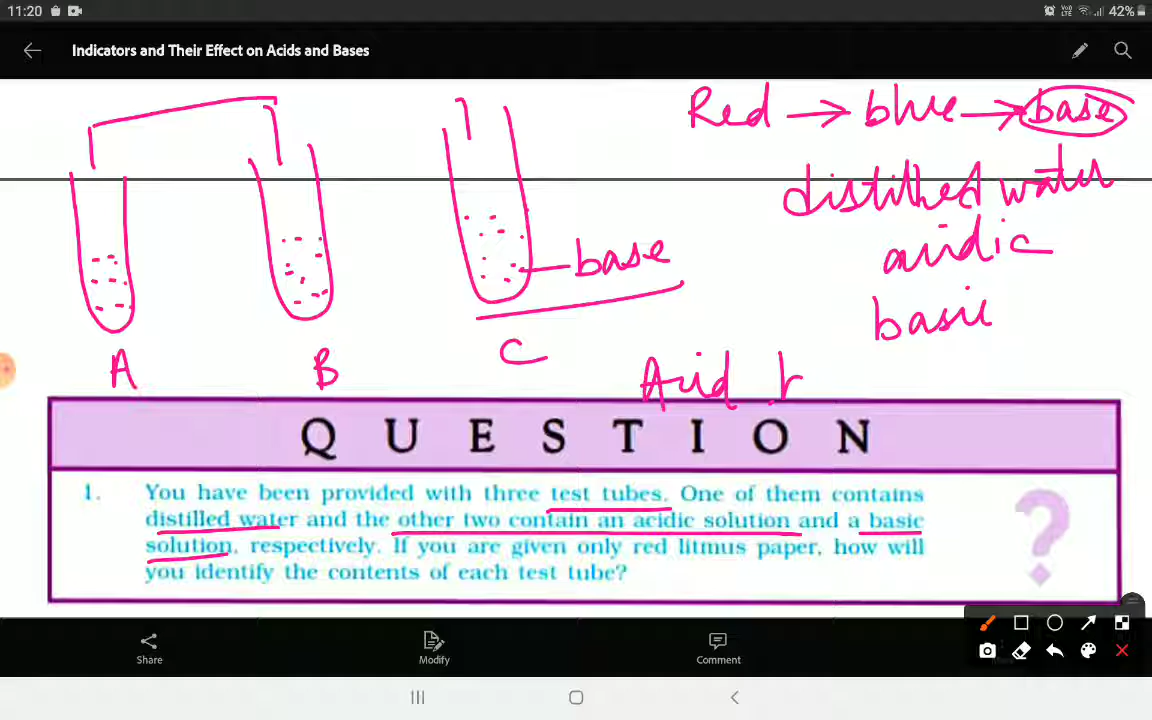 11:20 42%
Indicators and Their Effect on Acids and Bases
Red → blue → base
distilled water
acidic
basic
base
A B C
Acid
QUESTION
1. You have been provided with three test tubes. One of them contains
distilled water and the other two contain an acidic solution and a basic
solution, respectively. If you are given only red litmus paper, how will
you identify the contents of each test tube?
?
Share Modify Comment